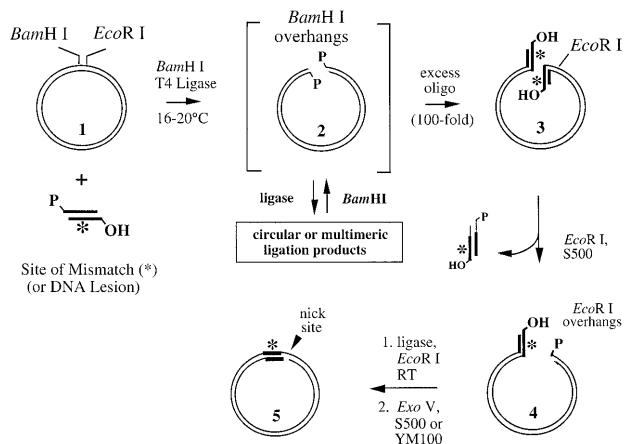 BamH I EcoR I
1
+
P
*
OH
Site of Mismatch (*)
(or DNA Lesion)
BamH I
T4 Ligase
16-20°C
BamH I
overhangs
P
P
2
ligase
BamHI
circular or multimeric
ligation products
excess
oligo
(100-fold)
OH
*
EcoR I
*
HO
3
P
*
HO
EcoR I,
S500
OH
*
P
EcoR I
overhangs
4
1. ligase,
EcoR I
RT
2. Exo V,
S500 or
YM100
nick
site
*
5